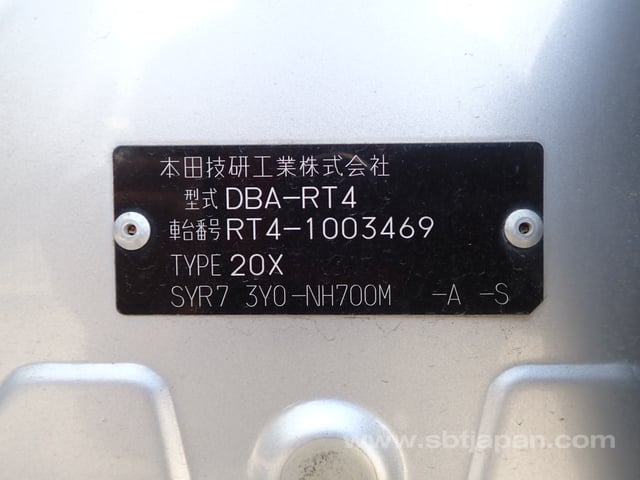 本田技研工業株式会社
型式 DBA-RT4
車台番号 RT4-1003469
TYPE 20X
SYR7 3Y0-NH700M -A -S
www.sbtjapan.com